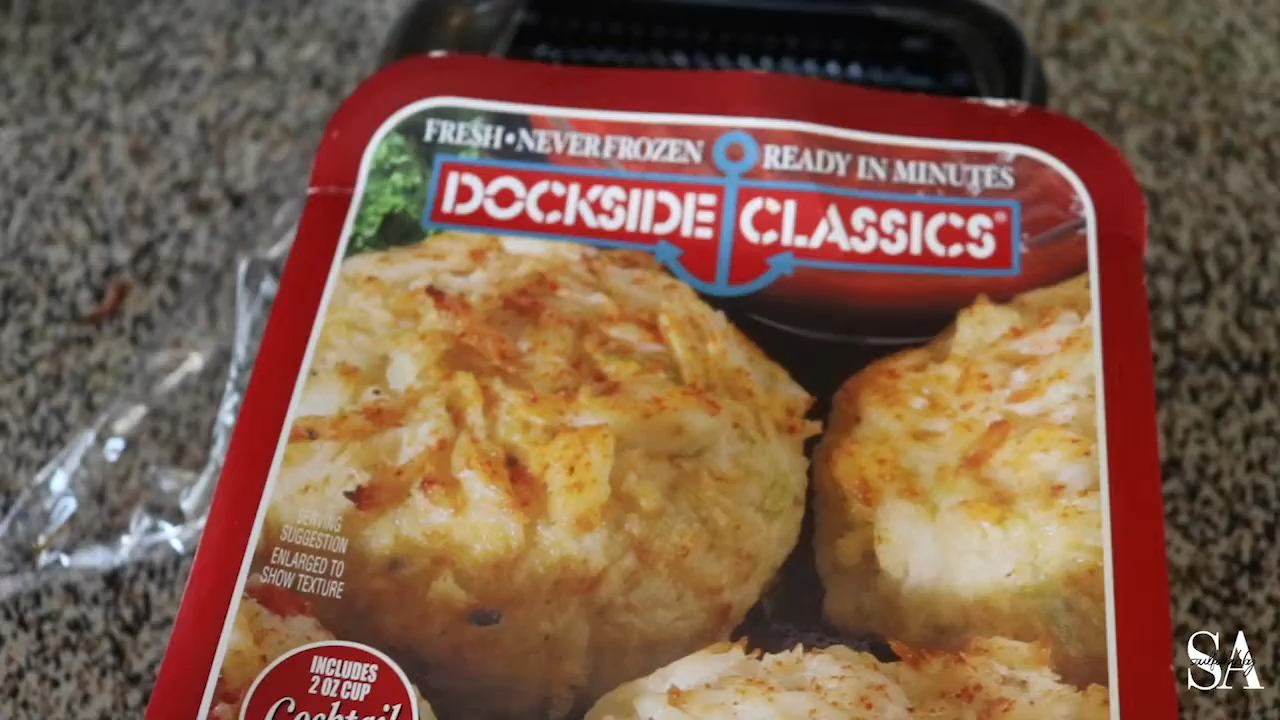 FRESH • NEVER FROZEN READY IN MINUTES
DOCKSIDE CLASSICS®
SERVING
SUGGESTION
ENLARGED TO
SHOW TEXTURE
INCLUDES
2 OZ CUP
Cocktail
SA